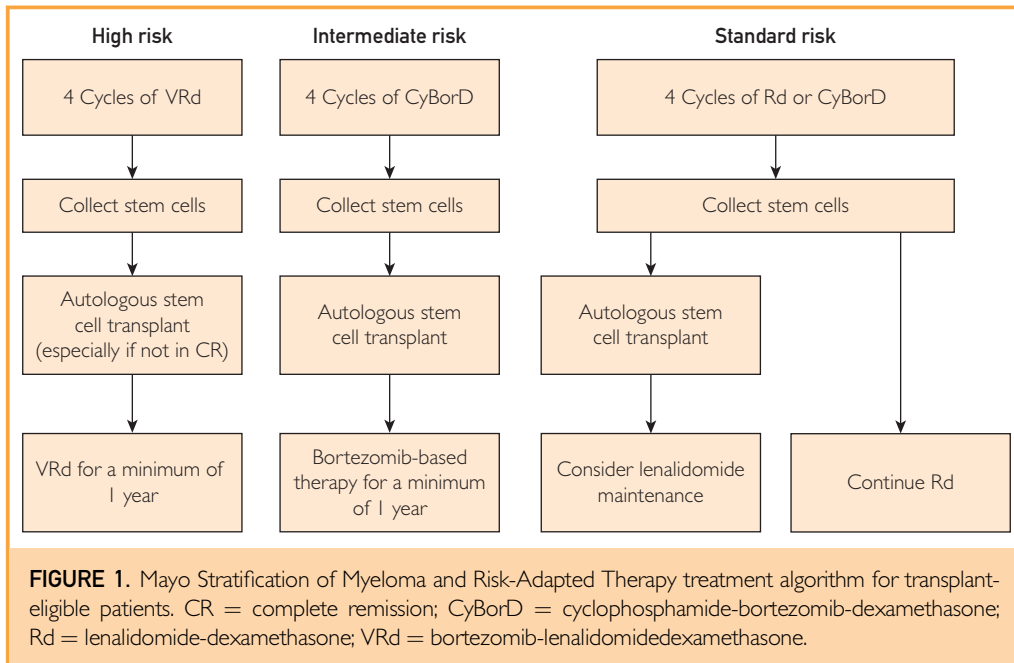 High risk
Intermediate risk
Standard risk
4 Cycles of VRd
4 Cycles of CyBorD
4 Cycles of Rd or CyBorD
Collect stem cells
Collect stem cells
Collect stem cells
Autologous stem
cell transplant
(especially if not in CR)
Autologous stem
cell transplant
Autologous stem
cell transplant
VRd for a minimum of
1 year
Bortezomib-based
therapy for a minimum
of 1 year
Consider lenalidomide
maintenance
Continue Rd
FIGURE 1. Mayo Stratification of Myeloma and Risk-Adapted Therapy treatment algorithm for transplant-
eligible patients. CR = complete remission; CyBorD = cyclophosphamide-bortezomib-dexamethasone;
Rd = lenalidomide-dexamethasone; VRd = bortezomib-lenalidomidedexamethasone.